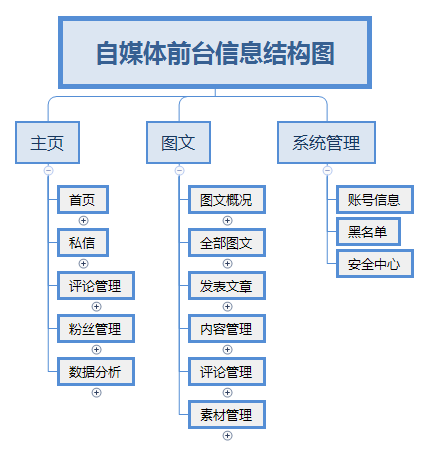 自媒体前台信息结构图
主页
首页
私信
评论管理
粉丝管理
数据分析
图文
图文概况
全部图文
发表文章
内容管理
评论管理
素材管理
系统管理
账号信息
黑名单
安全中心